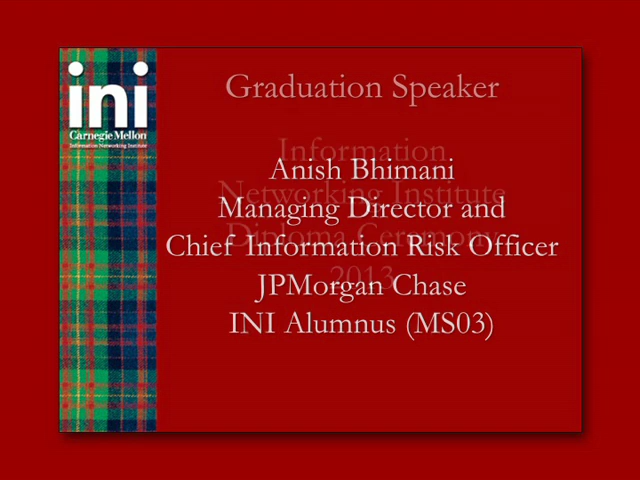 ini
Carnegie Mellon
Information Networking Institute
Graduation Speaker
Information
Networking Institute
Diploma Ceremony
2013
Anish Bhimani
Managing Director and
Chief Information Risk Officer
JPMorgan Chase
INI Alumnus (MS03)